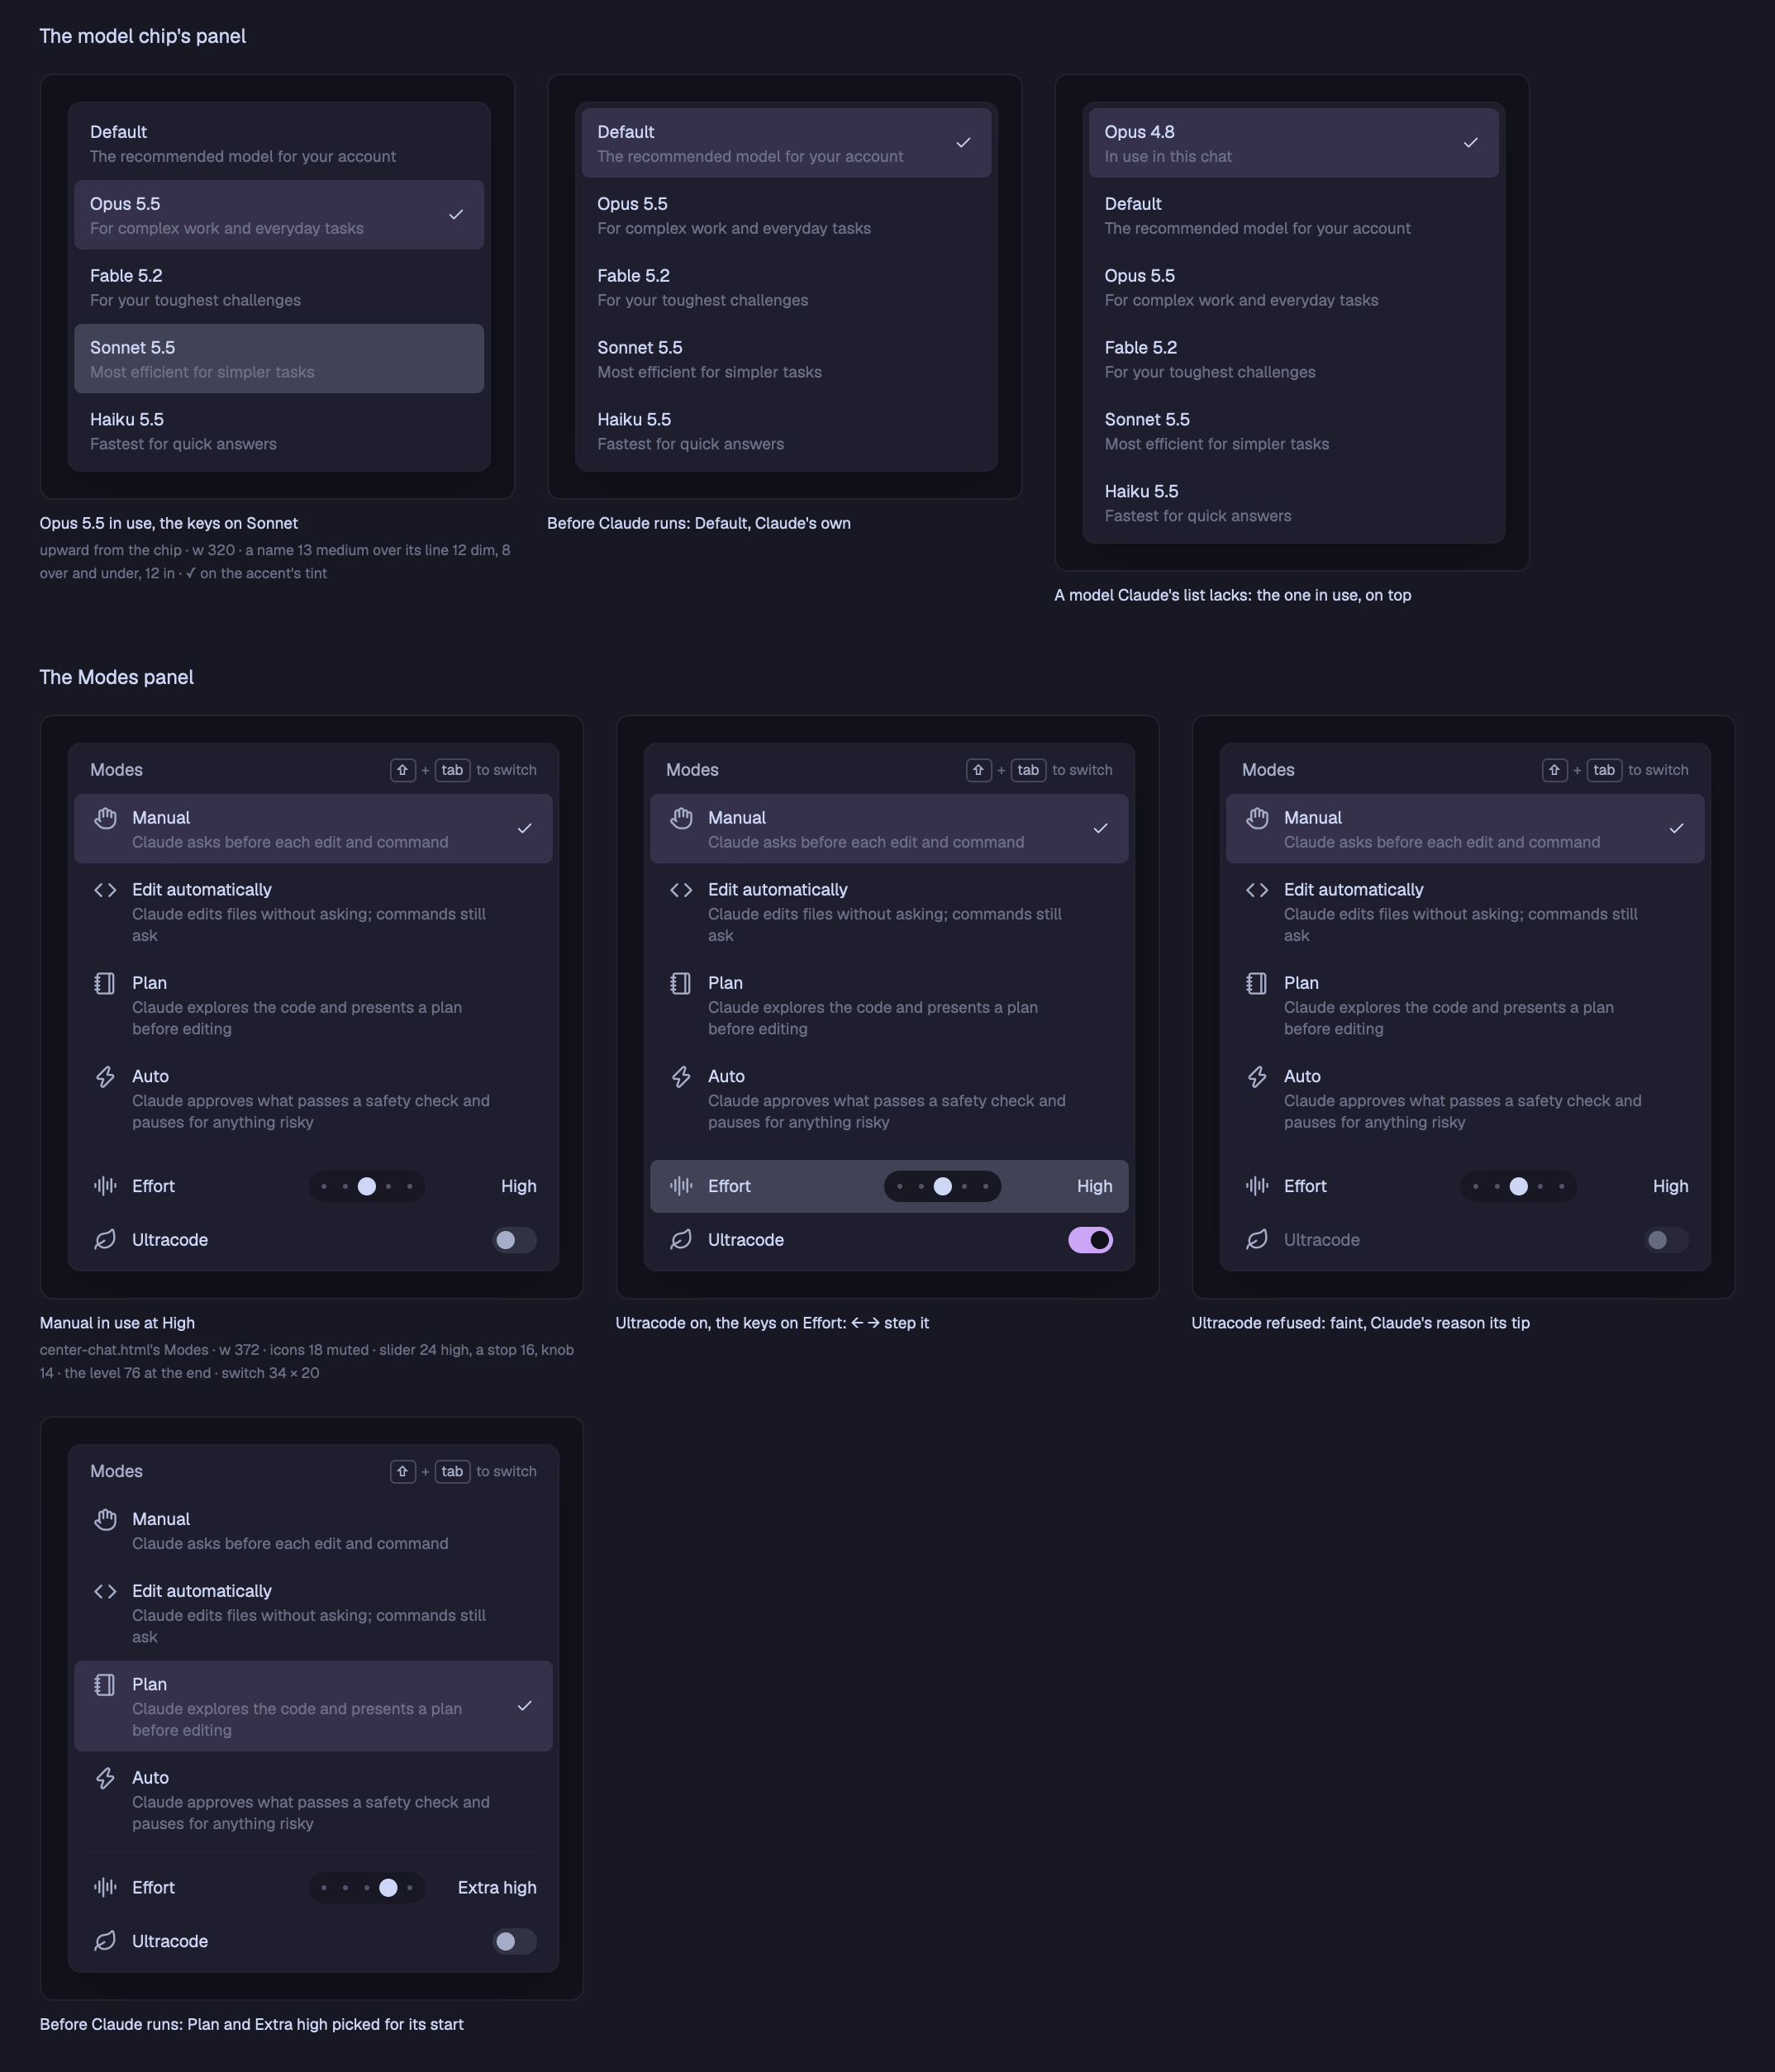 The model chip's panel
Default
The recommended model for your account
Opus 5.5
For complex work and everyday tasks
Fable 5.2
For your toughest challenges
Sonnet 5.5
Most efficient for simpler tasks
Haiku 5.5
Fastest for quick answers
Opus 5.5 in use, the keys on Sonnet
upward from the chip · w 320 · a name 13 medium over its line 12 dim, 8
over and under, 12 in · ✓ on the accent's tint
Default
The recommended model for your account
Opus 5.5
For complex work and everyday tasks
Fable 5.2
For your toughest challenges
Sonnet 5.5
Most efficient for simpler tasks
Haiku 5.5
Fastest for quick answers
Before Claude runs: Default, Claude's own
Opus 4.8
In use in this chat
Default
The recommended model for your account
Opus 5.5
For complex work and everyday tasks
Fable 5.2
For your toughest challenges
Sonnet 5.5
Most efficient for simpler tasks
Haiku 5.5
Fastest for quick answers
A model Claude's list lacks: the one in use, on top
The Modes panel
Modes ⇧ + tab to switch
Manual
Claude asks before each edit and command
Edit automatically
Claude edits files without asking; commands still
ask
Plan
Claude explores the code and presents a plan
before editing
Auto
Claude approves what passes a safety check and
pauses for anything risky
Effort High
Ultracode
Manual in use at High
center-chat.html's Modes · w 372 · icons 18 muted · slider 24 high, a stop 16, knob
14 · the level 76 at the end · switch 34 × 20
Modes ⇧ + tab to switch
Manual
Claude asks before each edit and command
Edit automatically
Claude edits files without asking; commands still
ask
Plan
Claude explores the code and presents a plan
before editing
Auto
Claude approves what passes a safety check and
pauses for anything risky
Effort High
Ultracode
Ultracode on, the keys on Effort: ← → step it
Modes ⇧ + tab to switch
Manual
Claude asks before each edit and command
Edit automatically
Claude edits files without asking; commands still
ask
Plan
Claude explores the code and presents a plan
before editing
Auto
Claude approves what passes a safety check and
pauses for anything risky
Effort High
Ultracode
Ultracode refused: faint, Claude's reason its tip
Modes ⇧ + tab to switch
Manual
Claude asks before each edit and command
Edit automatically
Claude edits files without asking; commands still
ask
Plan
Claude explores the code and presents a plan
before editing
Auto
Claude approves what passes a safety check and
pauses for anything risky
Effort Extra high
Ultracode
Before Claude runs: Plan and Extra high picked for its start